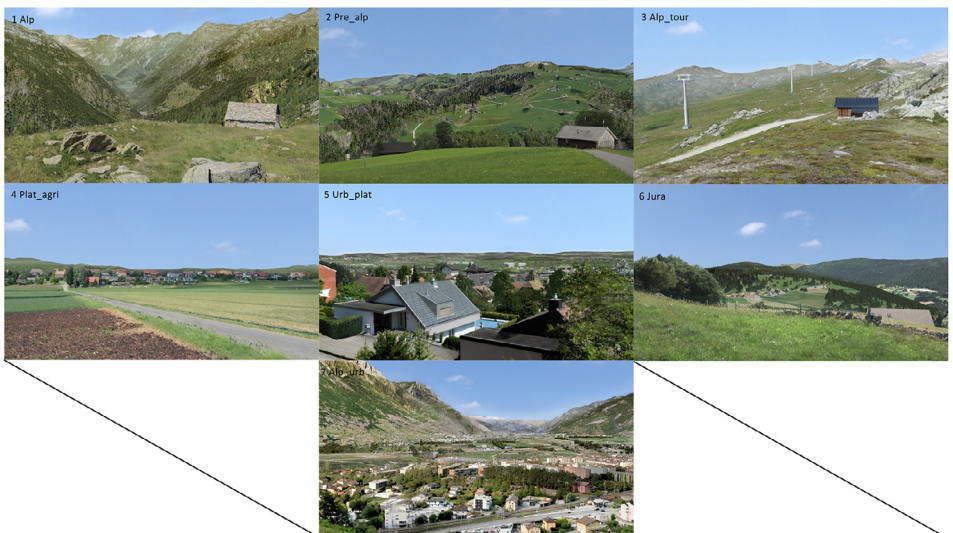 1 Alp
2 Pre_alp
3 Alp_tour
4 Plat_agri
5 Urb_plat
6 Jura
7 Alp_urb